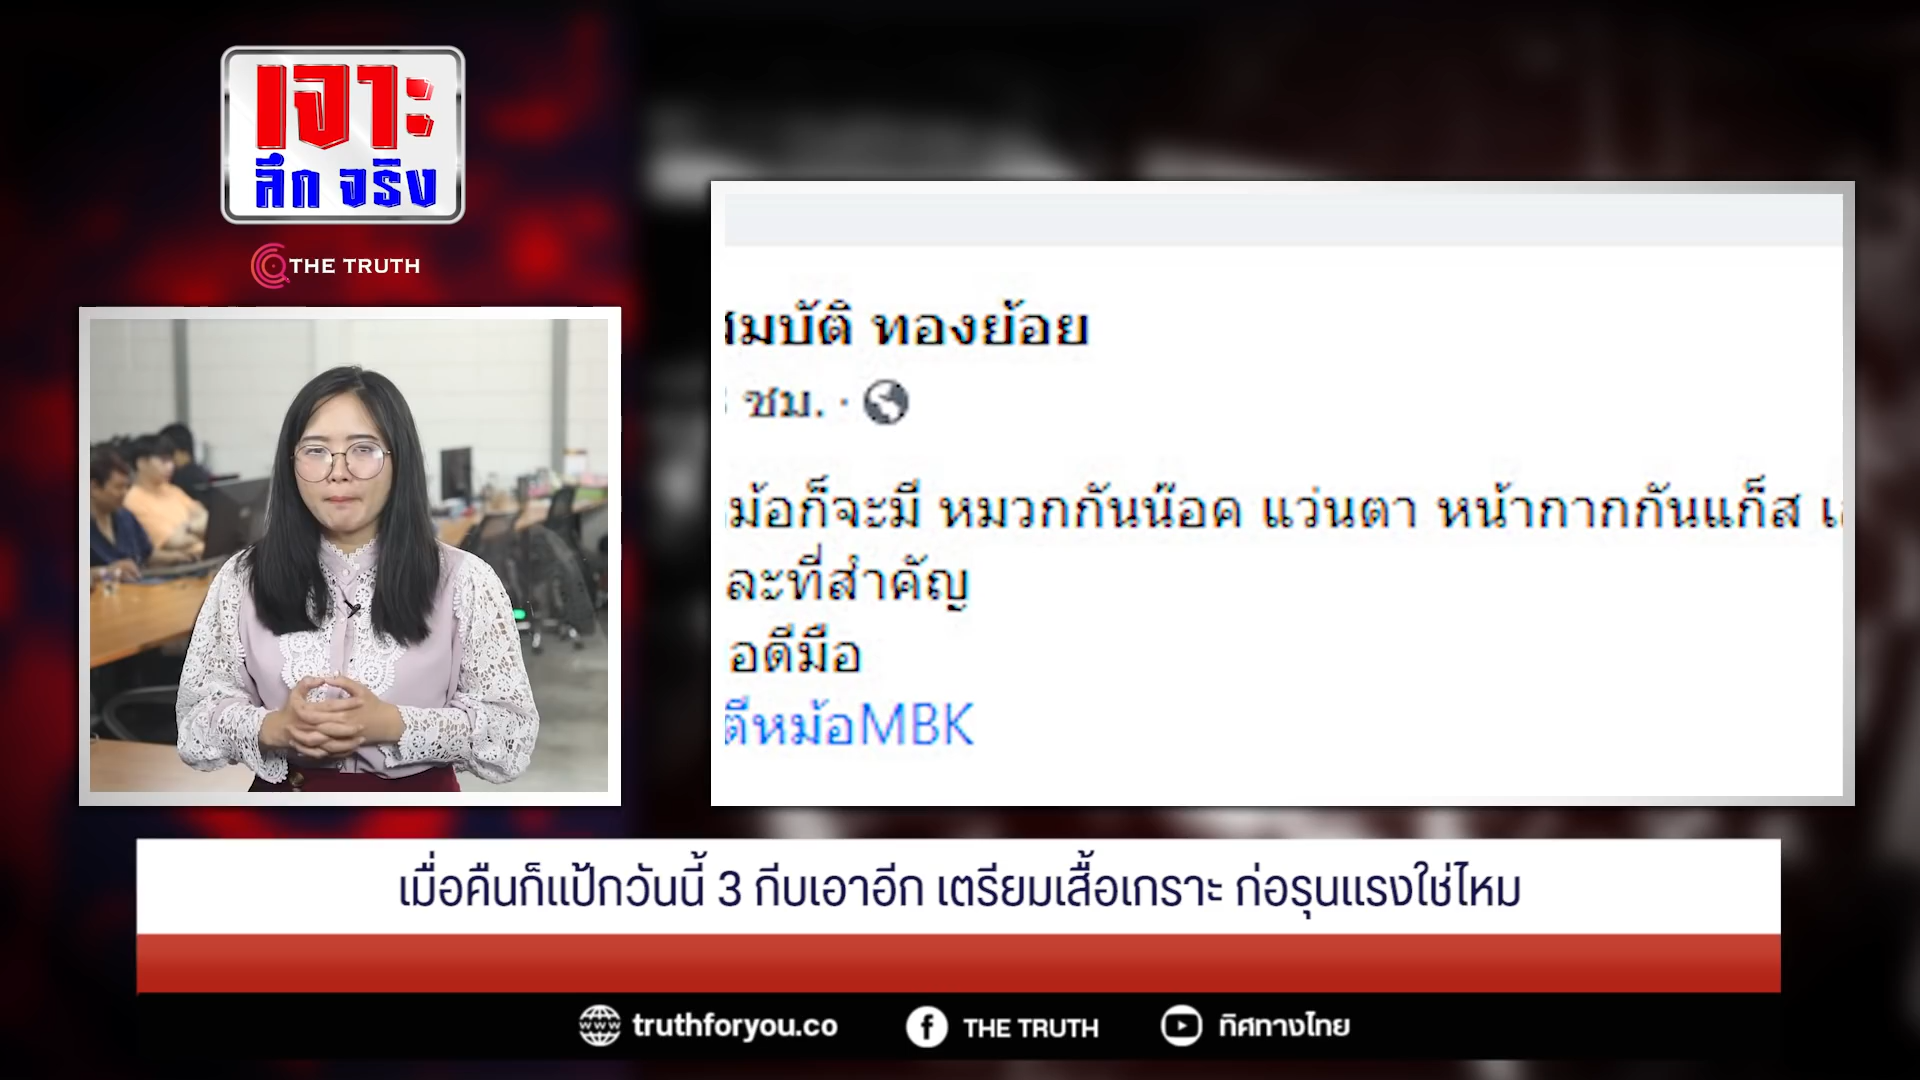 เจาะ
ลึก จริง
THE TRUTH
สมบัติ ทองย้อย
ชม.
ม้อก็จะมี หมวกกันน๊อค แว่นตา หน้ากากกันแก็ส
ละที่สำคัญ
อดีมือ
ตีหม้อMBK
เมื่อคืนก็แป้กวันนี้ 3 กีบเอาอีก เตรียมเสื้อเกราะ ก่อรุนแรงใช่ไหม
www truthforyou.co THE TRUTH ทิศทางไทย